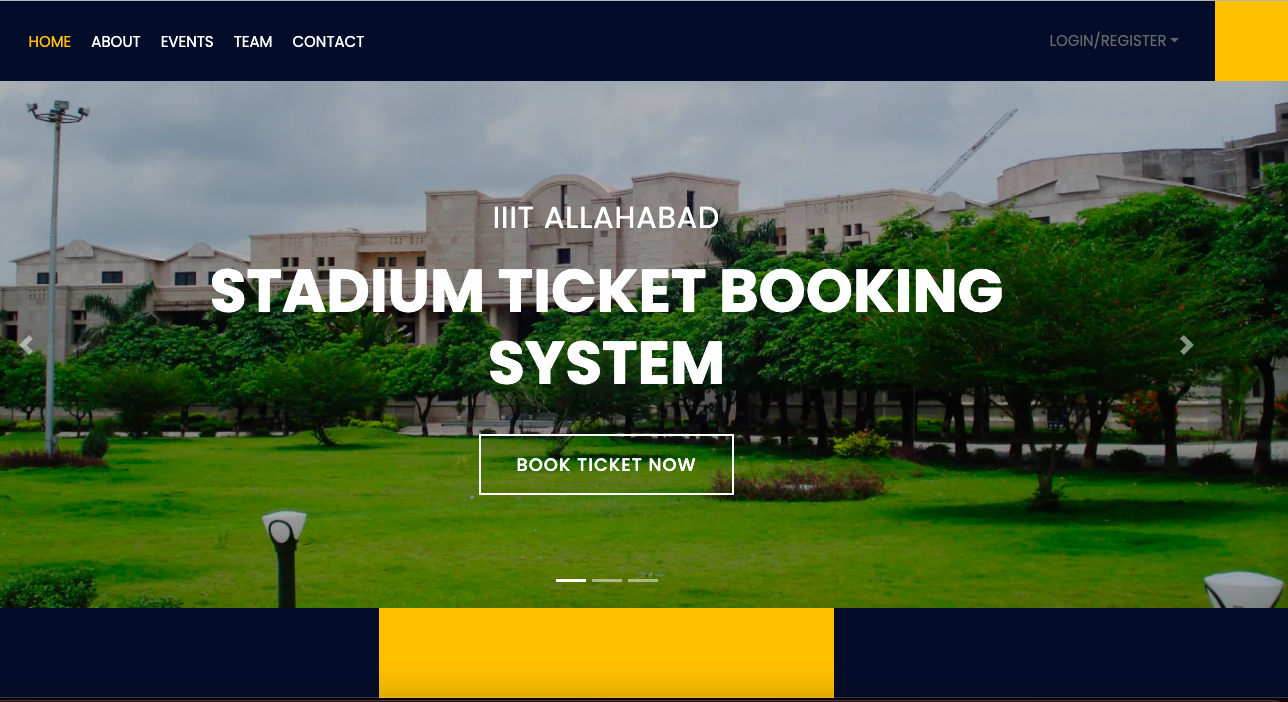 HOME ABOUT EVENTS TEAM CONTACT LOGIN/REGISTER
IIIT ALLAHABAD
STADIUM TICKET BOOKING
SYSTEM
BOOK TICKET NOW